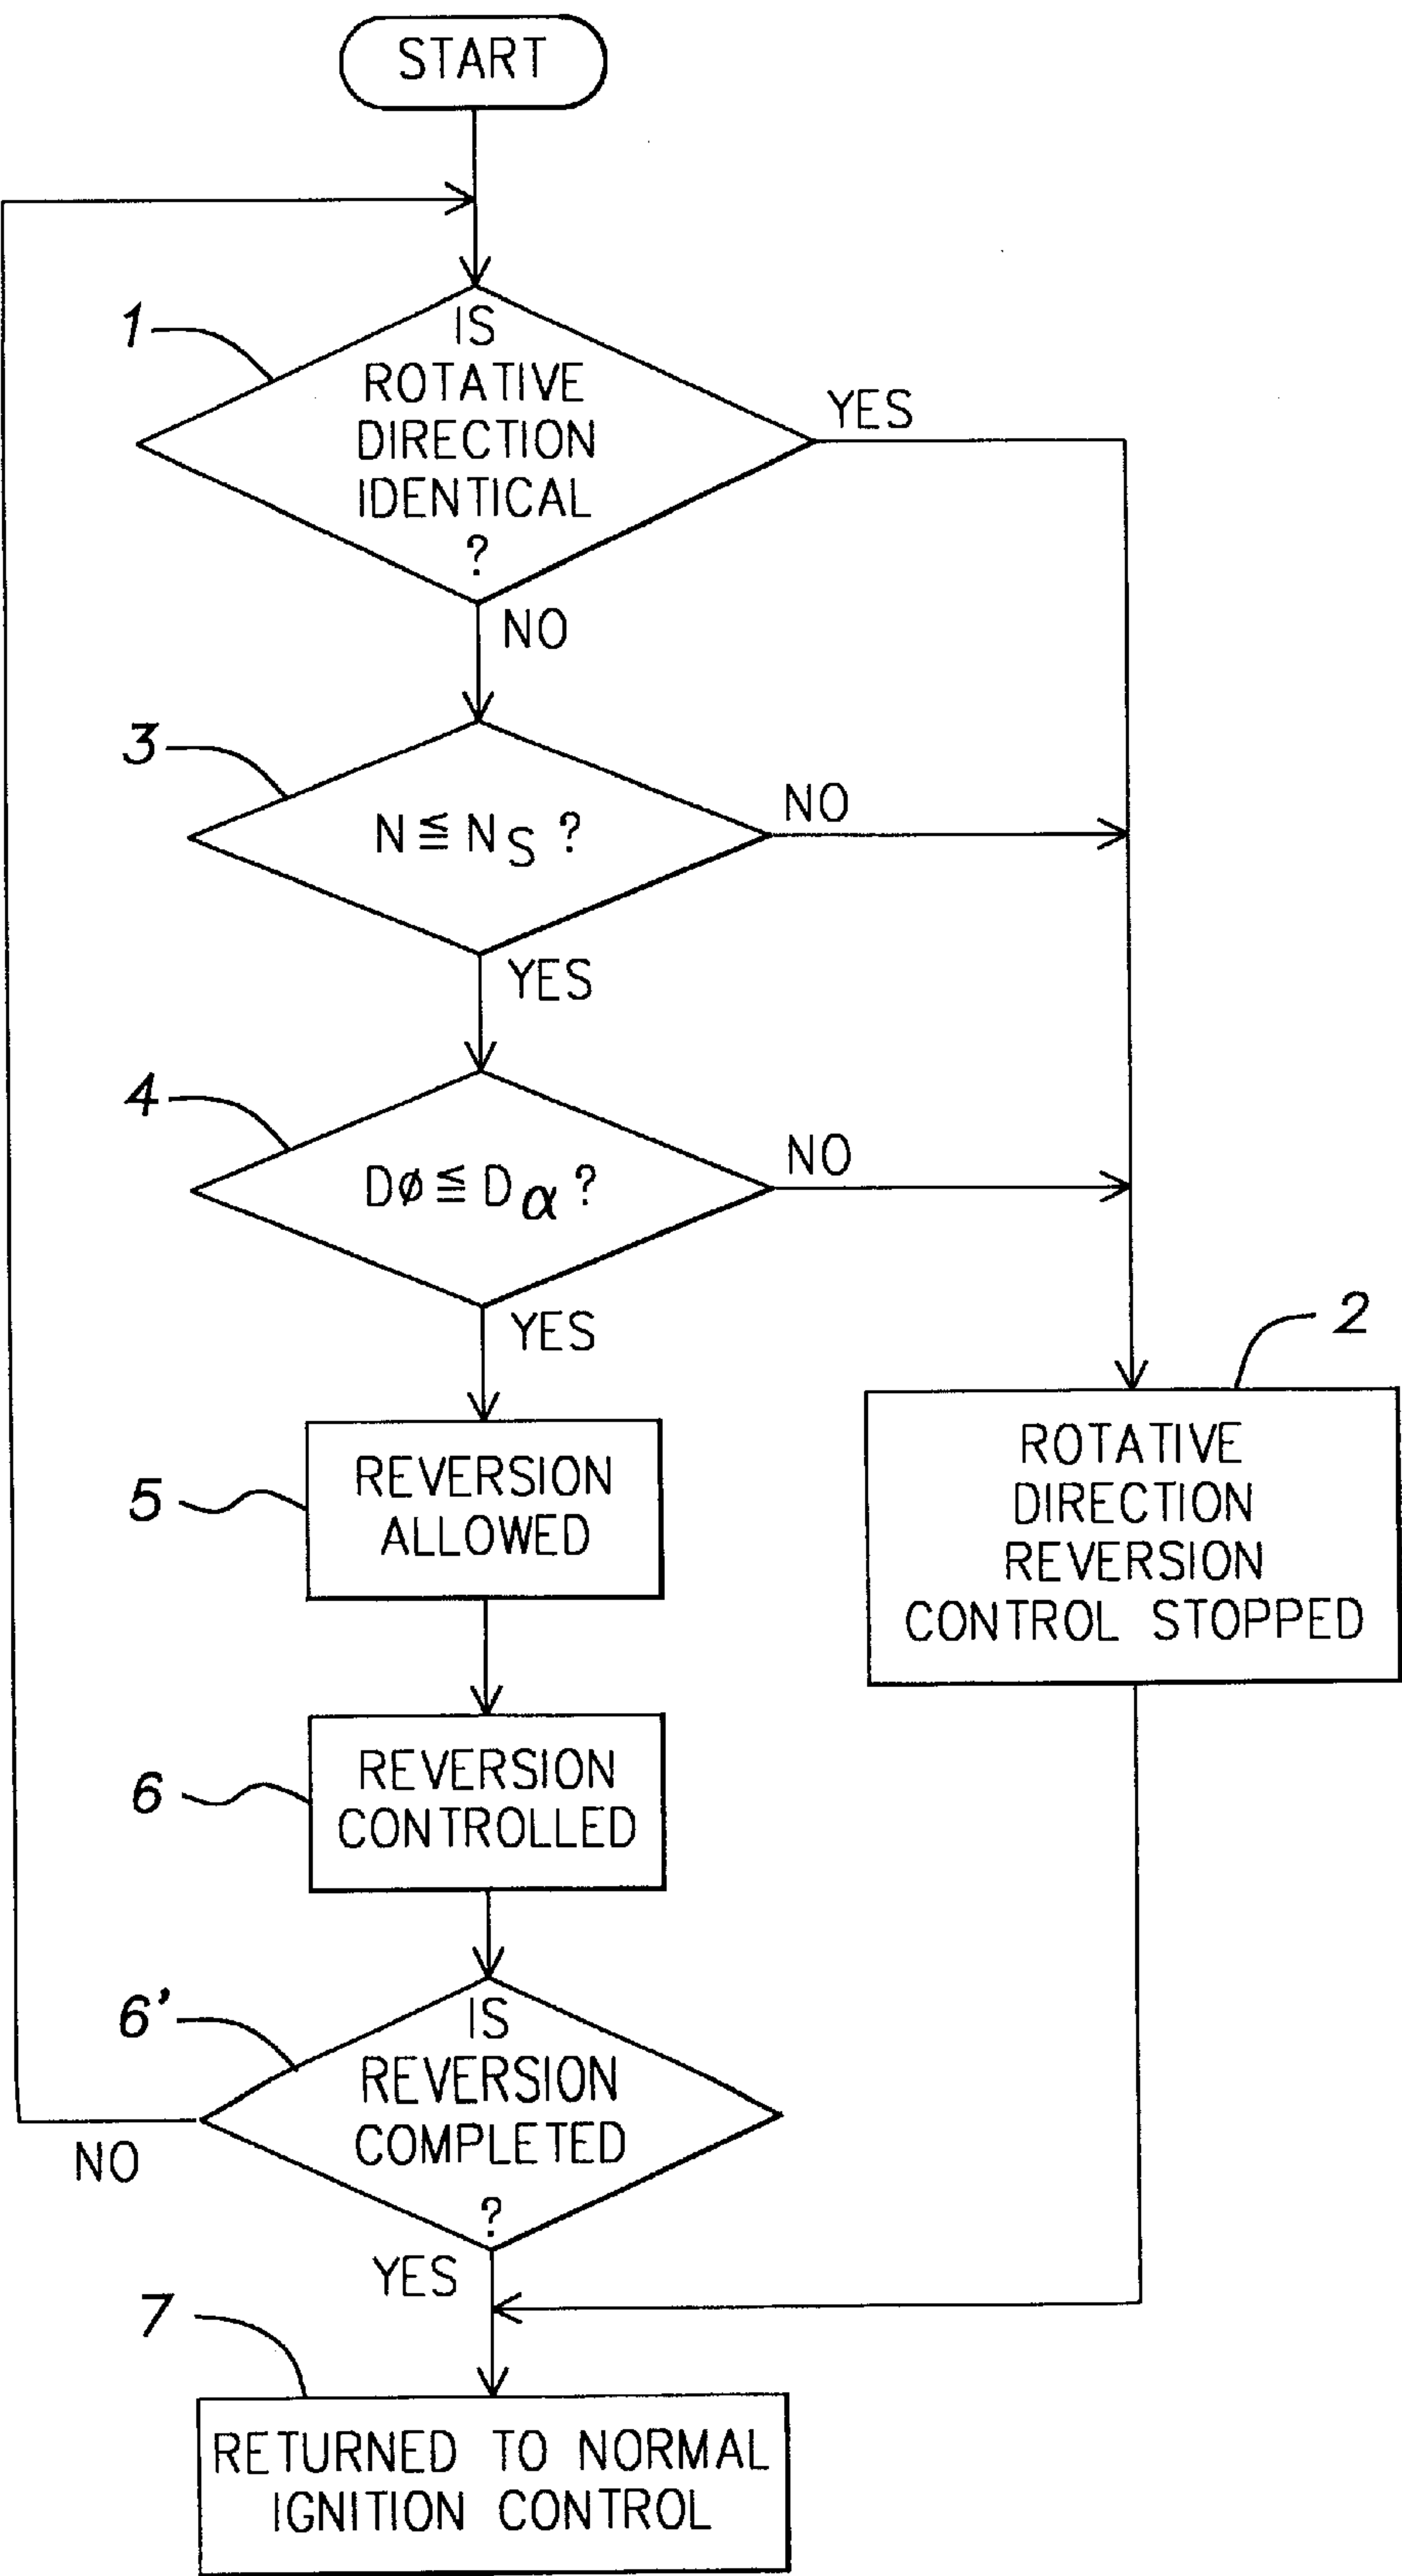 START
1
IS
ROTATIVE
DIRECTION
IDENTICAL
?
YES
NO
3
N ≦ NS ?
NO
YES
4
Dø ≦ Dα ?
NO
YES
2
ROTATIVE
DIRECTION
REVERSION
CONTROL STOPPED
5
REVERSION
ALLOWED
6
REVERSION
CONTROLLED
6'
IS
REVERSION
COMPLETED
?
NO
YES
7
RETURNED TO NORMAL
IGNITION CONTROL